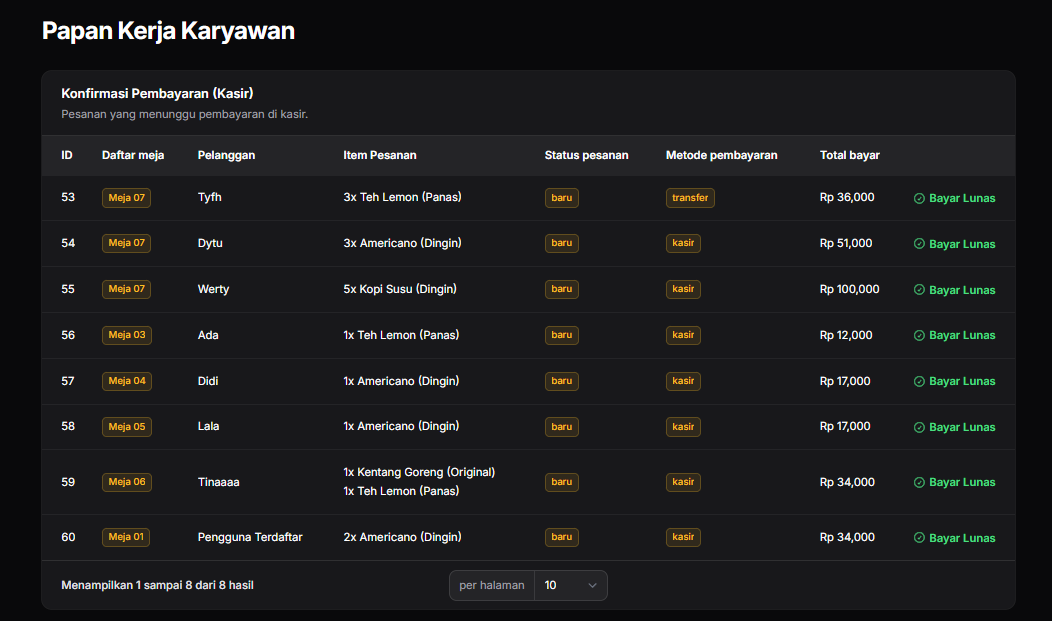 Papan Kerja Karyawan
Konfirmasi Pembayaran (Kasir)
Pesanan yang menunggu pembayaran di kasir.
ID Daftar meja Pelanggan Item Pesanan Status pesanan Metode pembayaran Total bayar
53 Meja 07 Tyfh 3x Teh Lemon (Panas) baru transfer Rp 36,000 Bayar Lunas
54 Meja 07 Dytu 3x Americano (Dingin) baru kasir Rp 51,000 Bayar Lunas
55 Meja 07 Werty 5x Kopi Susu (Dingin) baru kasir Rp 100,000 Bayar Lunas
56 Meja 03 Ada 1x Teh Lemon (Panas) baru kasir Rp 12,000 Bayar Lunas
57 Meja 04 Didi 1x Americano (Dingin) baru kasir Rp 17,000 Bayar Lunas
58 Meja 05 Lala 1x Americano (Dingin) baru kasir Rp 17,000 Bayar Lunas
59 Meja 06 Tinaaaa 1x Kentang Goreng (Original)
1x Teh Lemon (Panas) baru kasir Rp 34,000 Bayar Lunas
60 Meja 01 Pengguna Terdaftar 2x Americano (Dingin) baru kasir Rp 34,000 Bayar Lunas
Menampilkan 1 sampai 8 dari 8 hasil per halaman 10